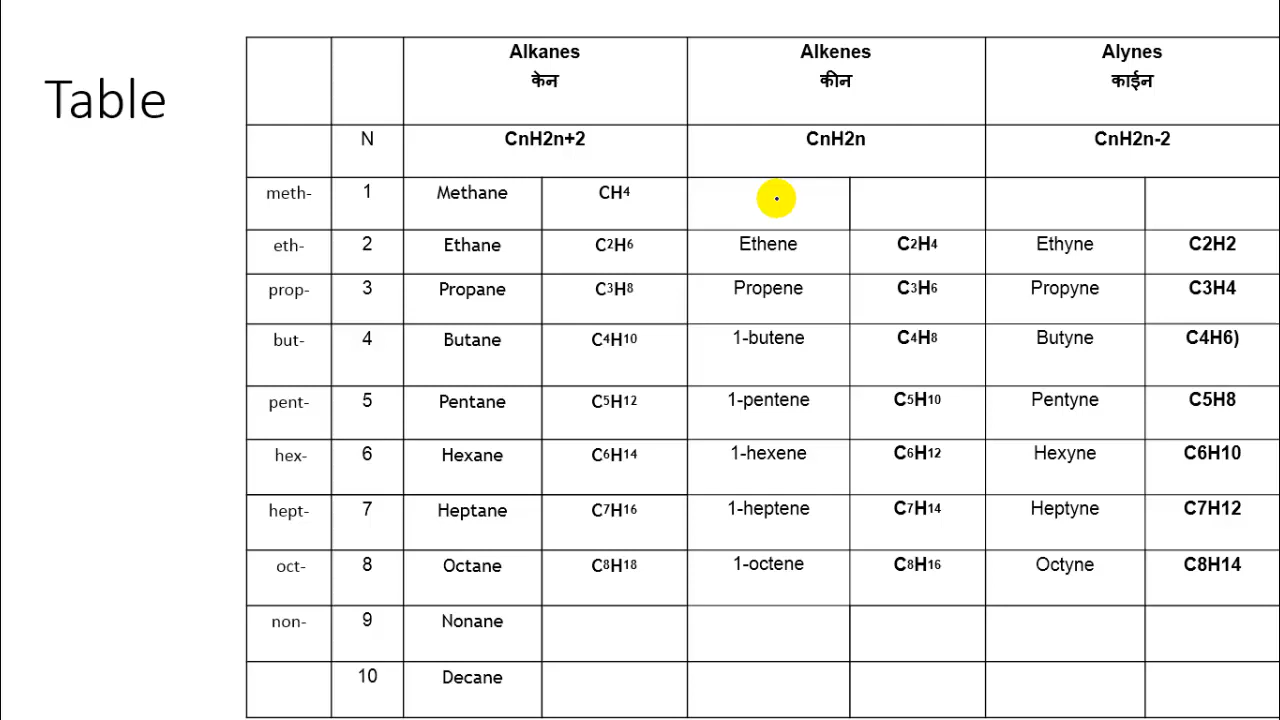 Table
Alkanes Alkenes Alynes
केन कीन काईन
N CnH2n+2 CnH2n CnH2n-2
meth- 1 Methane CH4
eth- 2 Ethane C2H6 Ethene C2H4 Ethyne C2H2
prop- 3 Propane C3H8 Propene C3H6 Propyne C3H4
but- 4 Butane C4H10 1-butene C4H8 Butyne C4H6)
pent- 5 Pentane C5H12 1-pentene C5H10 Pentyne C5H8
hex- 6 Hexane C6H14 1-hexene C6H12 Hexyne C6H10
hept- 7 Heptane C7H16 1-heptene C7H14 Heptyne C7H12
oct- 8 Octane C8H18 1-octene C8H16 Octyne C8H14
non- 9 Nonane
10 Decane